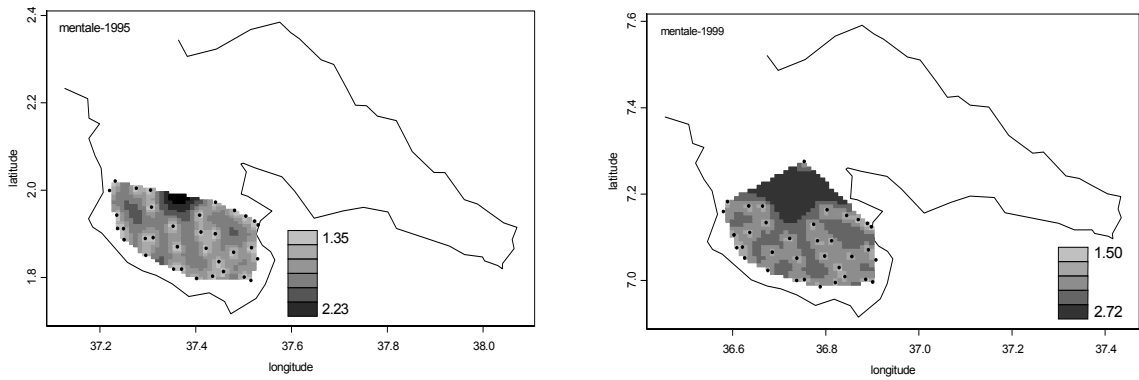 mentale-1995
latitude
2.4
2.2
2.0
1.8
1.35
2.23
37.2 37.4 37.6 37.8 38.0
longitude
mentale-1999
latitude
7.6
7.4
7.2
7.0
1.50
2.72
36.6 36.8 37.0 37.2 37.4
longitude